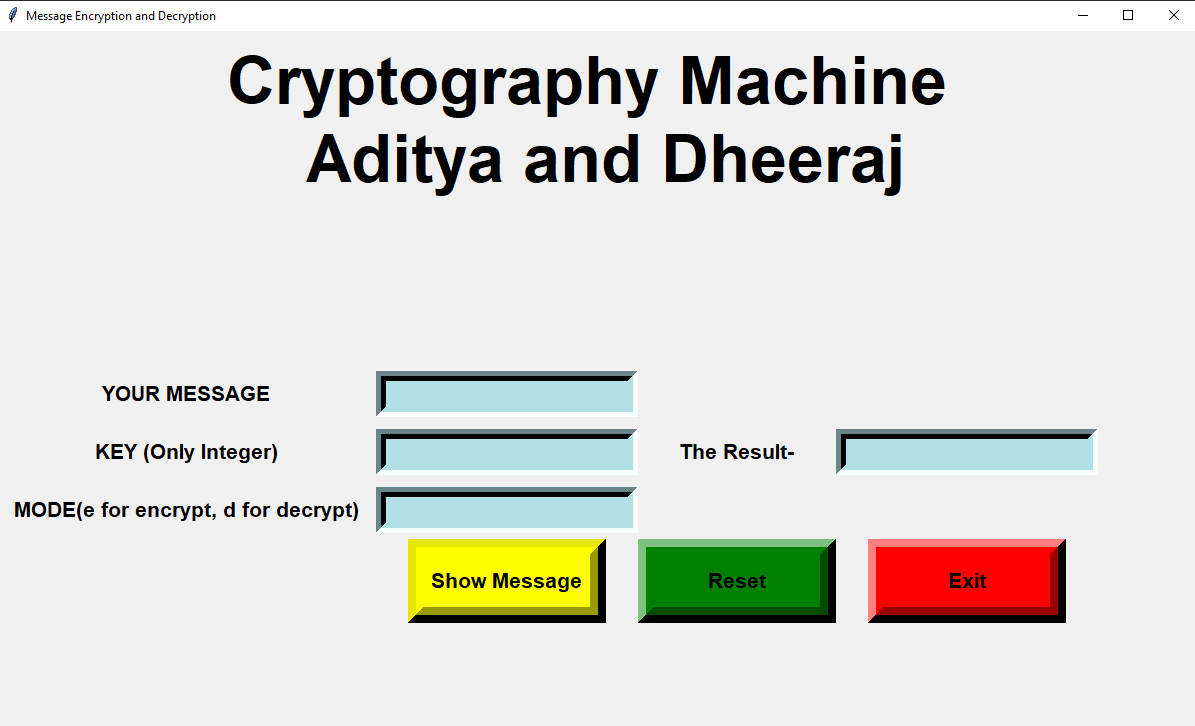 Message Encryption and Decryption
Cryptography Machine
Aditya and Dheeraj
YOUR MESSAGE
KEY (Only Integer)
The Result-
MODE(e for encrypt, d for decrypt)
Show Message
Reset
Exit